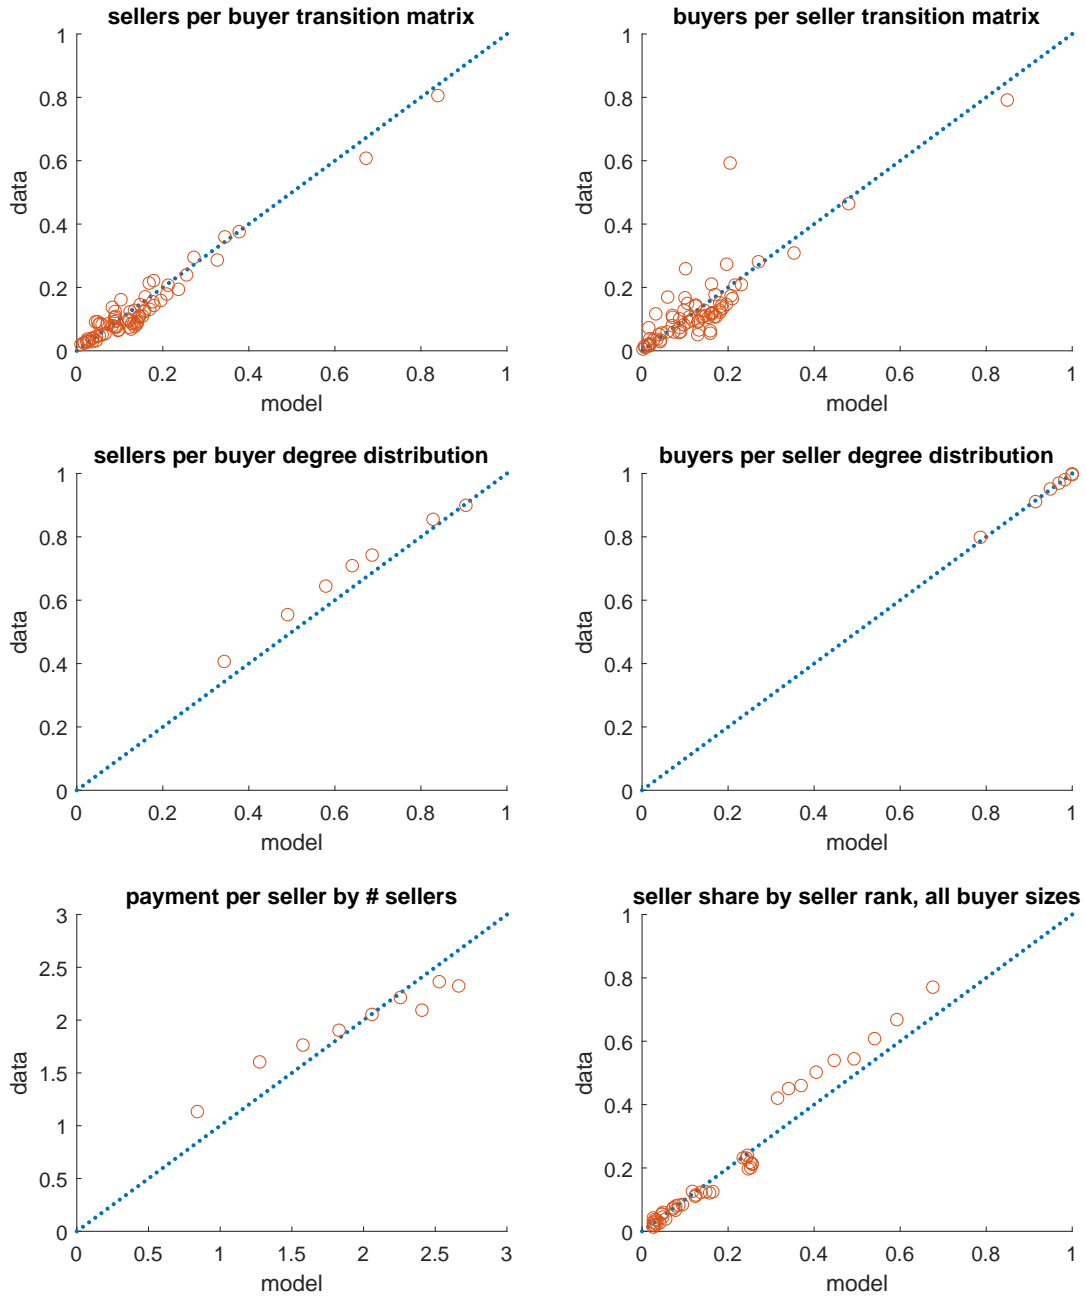 sellers per buyer transition matrix
1
0.8
0.6
0.4
0.2
0
data
0 0.2 0.4 0.6 0.8 1
model
buyers per seller transition matrix
1
0.8
0.6
0.4
0.2
0
data
0 0.2 0.4 0.6 0.8 1
model
sellers per buyer degree distribution
1
0.8
0.6
0.4
0.2
0
data
0 0.2 0.4 0.6 0.8 1
model
buyers per seller degree distribution
1
0.8
0.6
0.4
0.2
0
data
0 0.2 0.4 0.6 0.8 1
model
payment per seller by # sellers
3
2.5
2
1.5
1
0.5
0
data
0 0.5 1 1.5 2 2.5 3
model
seller share by seller rank, all buyer sizes
1
0.8
0.6
0.4
0.2
0
data
0 0.2 0.4 0.6 0.8 1
model